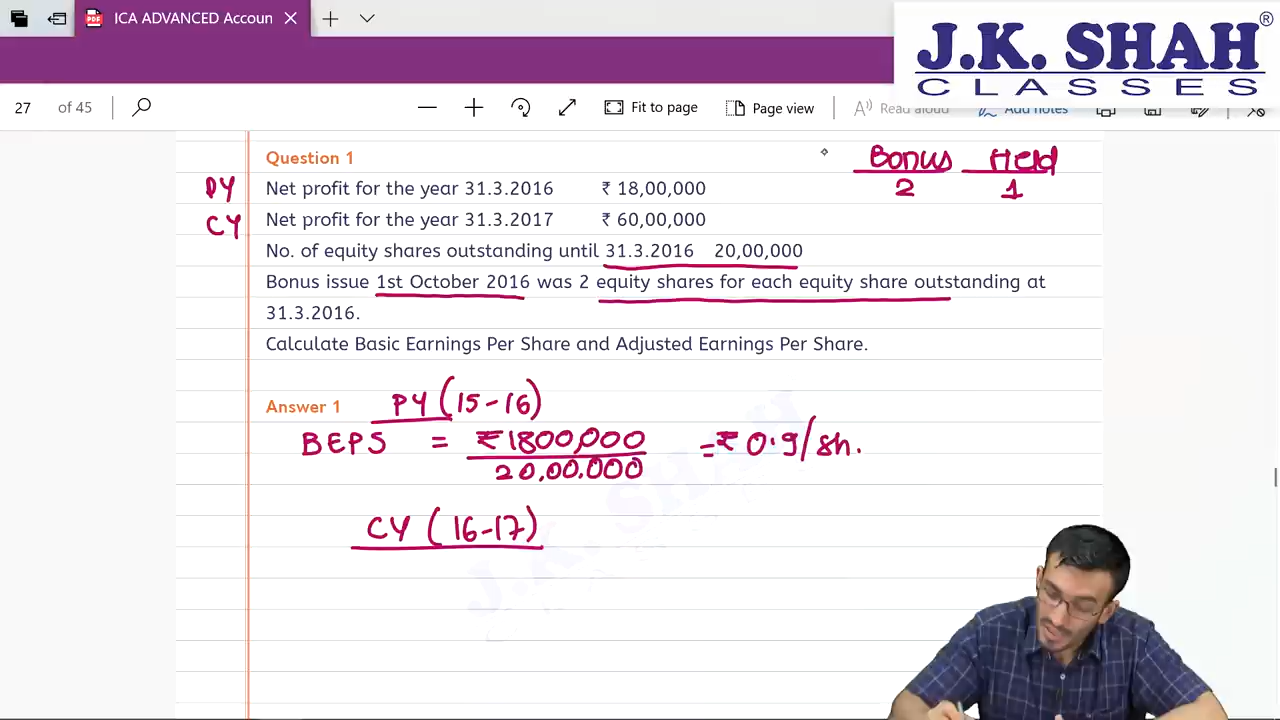 ICA ADVANCED Accoun
J.K. SHAH®
CLASSES
27 of 45 Fit to page Page view Read aloud Add notes
Question 1
Bonus Held
2 1
PY Net profit for the year 31.3.2016 ₹ 18,00,000
CY Net profit for the year 31.3.2017 ₹ 60,00,000
No. of equity shares outstanding until 31.3.2016 20,00,000
Bonus issue 1st October 2016 was 2 equity shares for each equity share outstanding at
31.3.2016.
Calculate Basic Earnings Per Share and Adjusted Earnings Per Share.
Answer 1 PY (15-16)
BEPS = ₹1800,000 = ₹ 0.9/sh.
20,00,000
CY (16-17)
J.K. SHAH